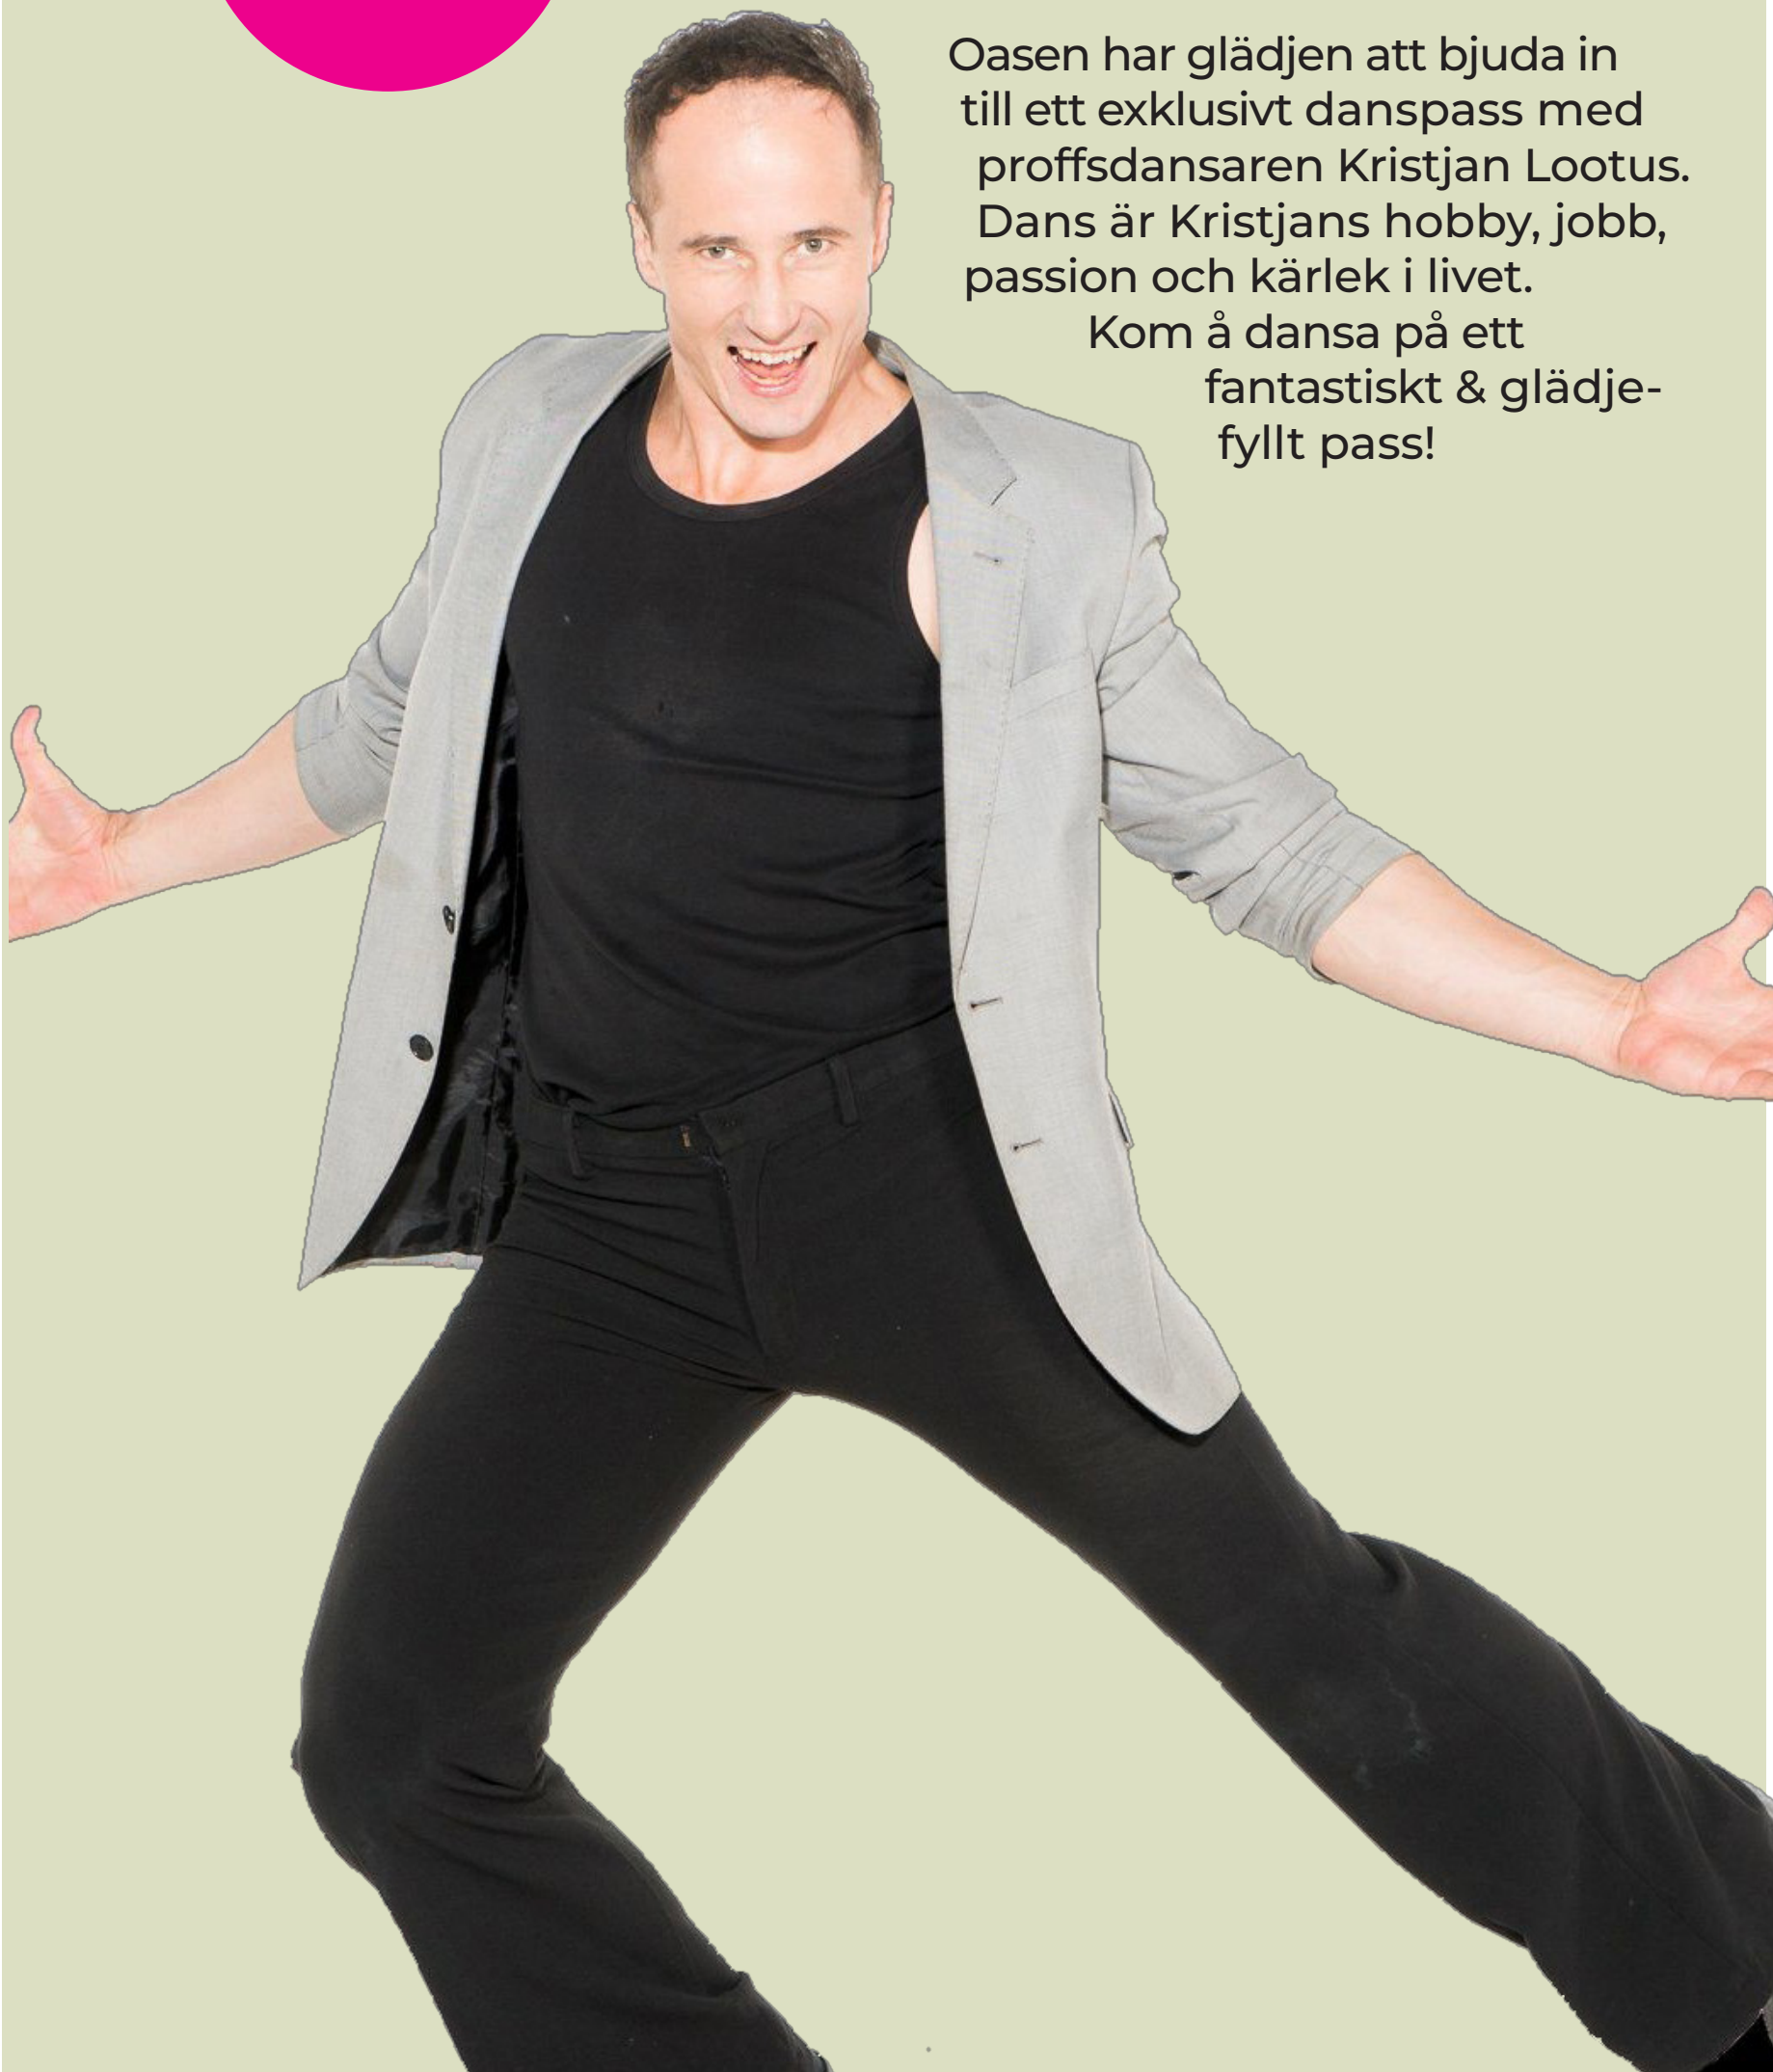 Oasen har glädjen att bjuda in
till ett exklusivt danspass med
proffsdansaren Kristjan Lootus.
Dans är Kristjans hobby, jobb,
passion och kärlek i livet.
Kom å dansa på ett
fantastiskt & glädje-
fyllt pass!